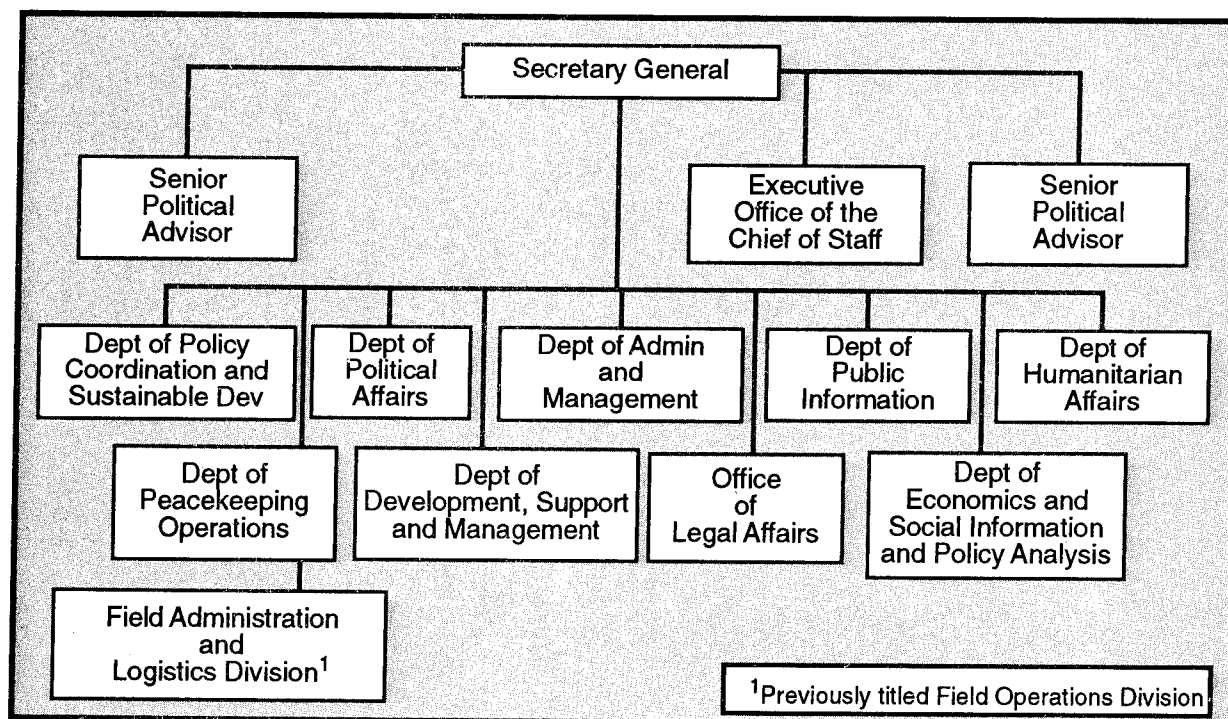 Secretary General
Senior
Political
Advisor
Executive
Office of the
Chief of Staff
Senior
Political
Advisor
Dept of Policy
Coordination and
Sustainable Dev
Dept of
Political
Affairs
Dept of Admin
and
Management
Dept of
Public
Information
Dept of
Humanitarian
Affairs
Dept of
Peacekeeping
Operations
Dept of
Development, Support
and Management
Office
of
Legal Affairs
Dept of
Economics and
Social Information
and Policy Analysis
Field Administration
and
Logistics Division¹
¹Previously titled Field Operations Division